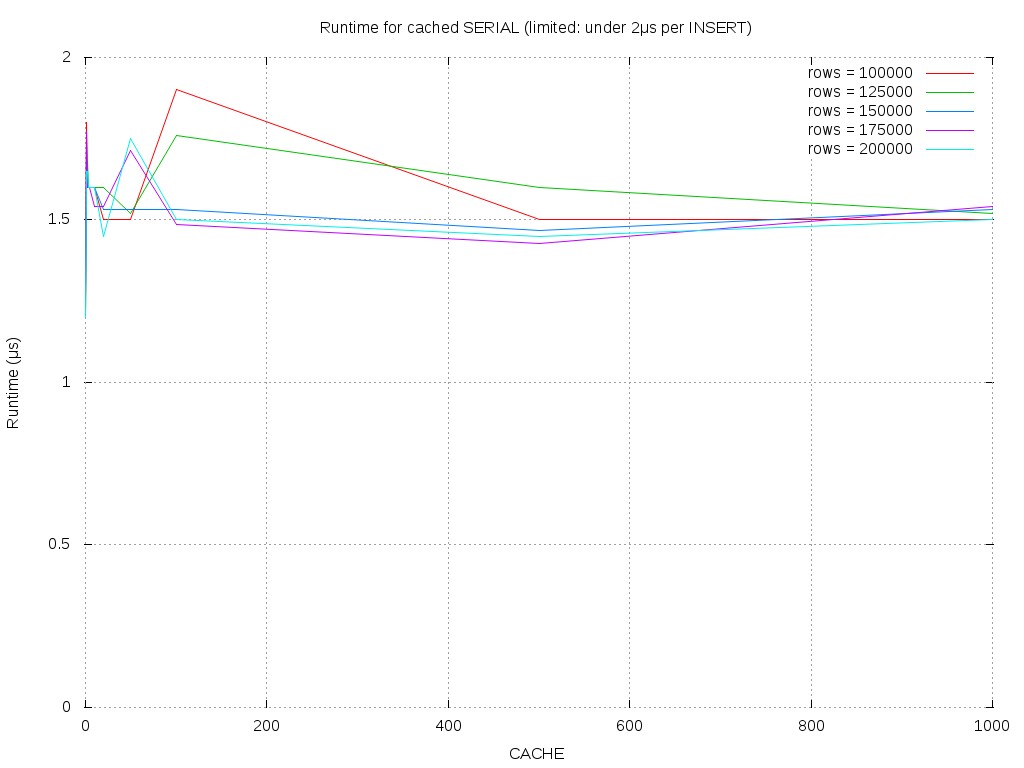 Runtime for cached SERIAL (limited: under 2µs per INSERT)
rows = 100000
rows = 125000
rows = 150000
rows = 175000
rows = 200000
2
1.5
1
0.5
0
Runtime (µs)
0 200 400 600 800 1000
CACHE